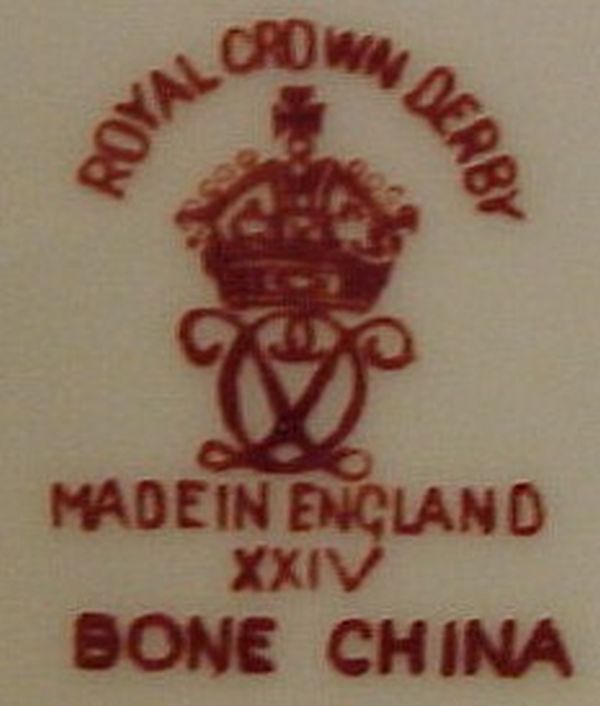 ROYAL CROWN DERBY
MADE IN ENGLAND
XXIV
BONE CHINA